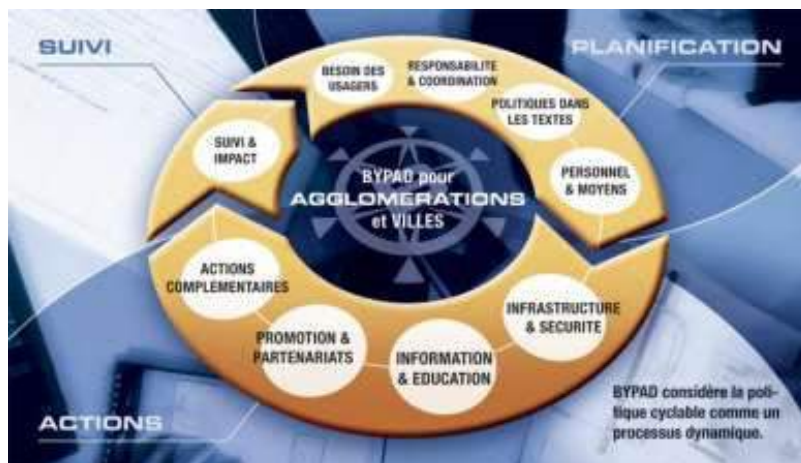 SUIVI
PLANIFICATION
BESOIN DES
USAGERS
RESPONSABILITE
& COORDINATION
POLITIQUES DANS
LES TEXTES
PERSONNEL
& MOYENS
SUIVI &
IMPACT
BYPAD pour
AGGLOMERATIONS
et VILLES
ACTIONS
COMPLEMENTAIRES
PROMOTION &
PARTENARIATS
INFORMATION
& EDUCATION
INFRASTRUCTURE
& SECURITE
ACTIONS
BYPAD considère la poli-
tique cyclable comme un
processus dynamique.